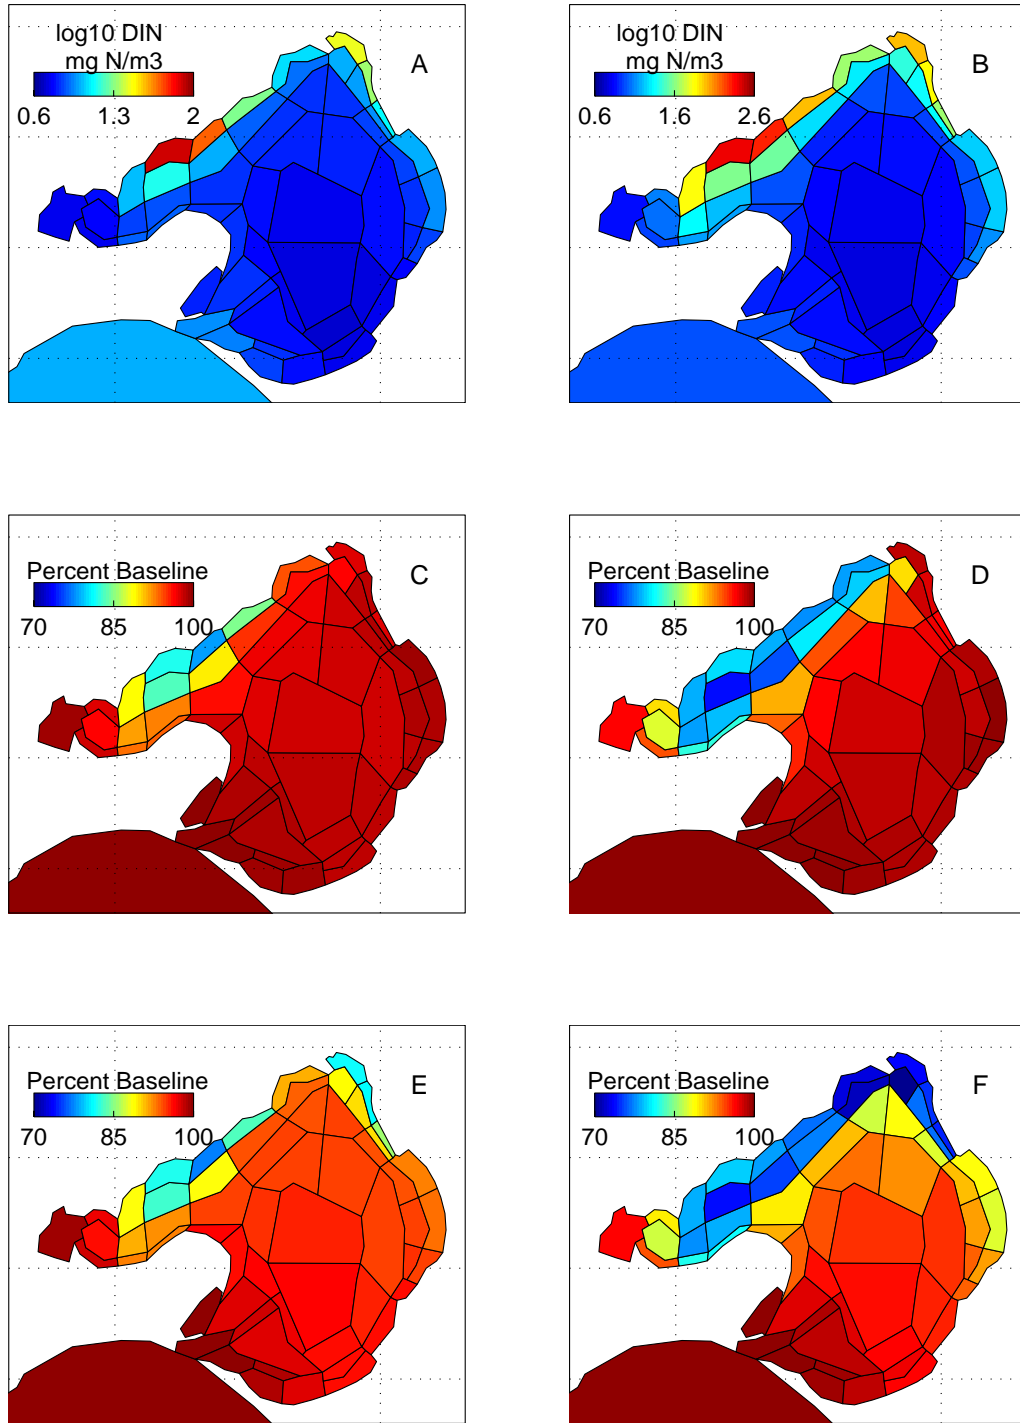 log10 DIN
mg N/m3
0.6 1.3 2
A
log10 DIN
mg N/m3
0.6 1.6 2.6
B
Percent Baseline
70 85 100
C
Percent Baseline
70 85 100
D
Percent Baseline
70 85 100
E
Percent Baseline
70 85 100
F